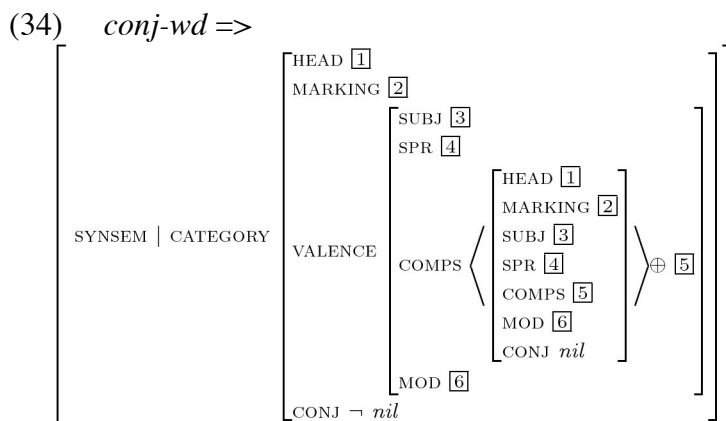 (34) conj-wd =>
HEAD 1
MARKING 2
SUBJ 3
SPR 4
HEAD 1
MARKING 2
SYNSEM | CATEGORY VALENCE COMPS ⟨ SUBJ 3 ⟩ ⊕ 5
SPR 4
COMPS 5
MOD 6
CONJ nil
MOD 6
CONJ ¬ nil